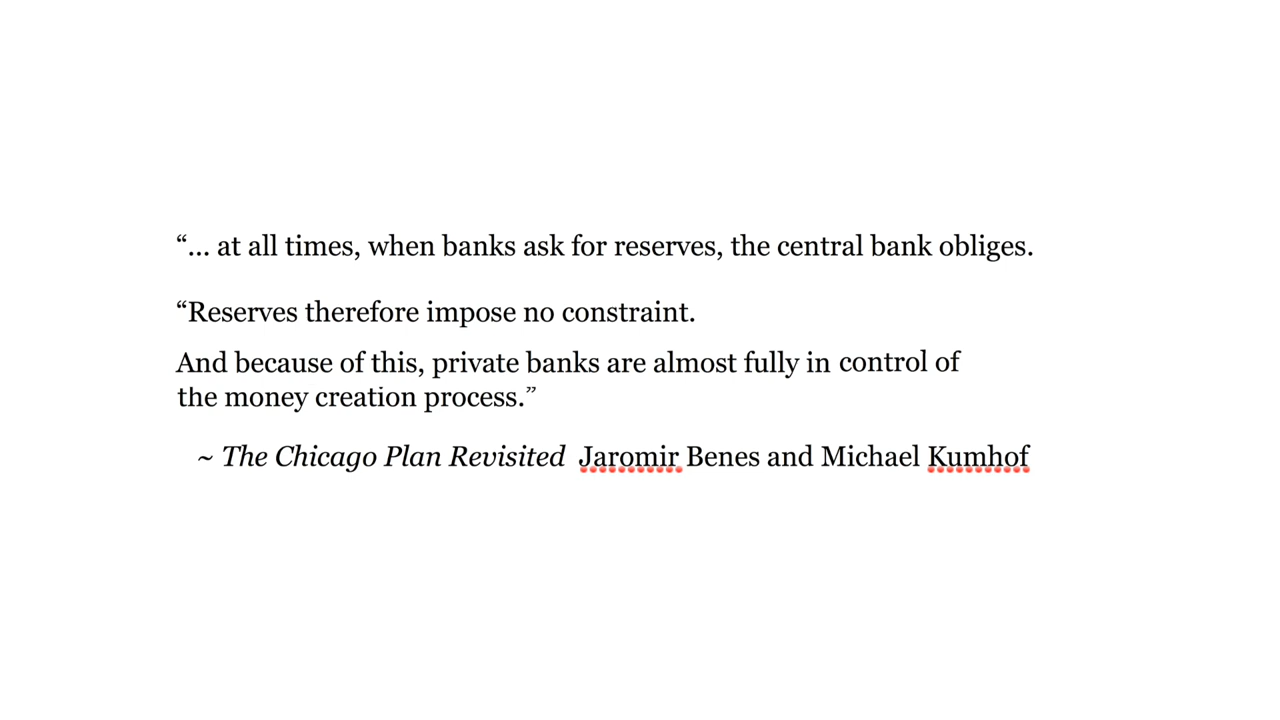 “... at all times, when banks ask for reserves, the central bank obliges.
“Reserves therefore impose no constraint.
And because of this, private banks are almost fully in control of
the money creation process.”
~ The Chicago Plan Revisited Jaromir Benes and Michael Kumhof